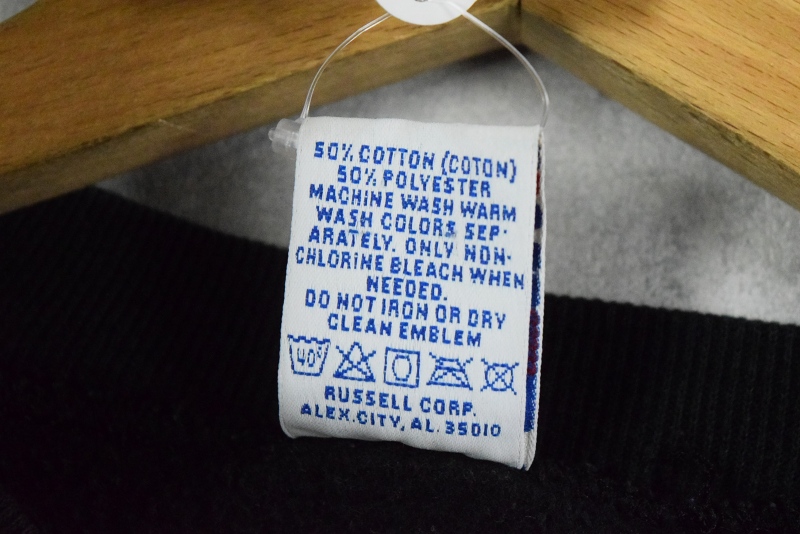 50% COTTON (COTON)
50% POLYESTER
MACHINE WASH WARM
WASH COLORS SEP-
ARATELY. ONLY NON-
CHLORINE BLEACH WHEN
NEEDED.
DO NOT IRON OR DRY
CLEAN EMBLEM
40°
RUSSELL CORP.
ALEX.CITY, AL. 35010